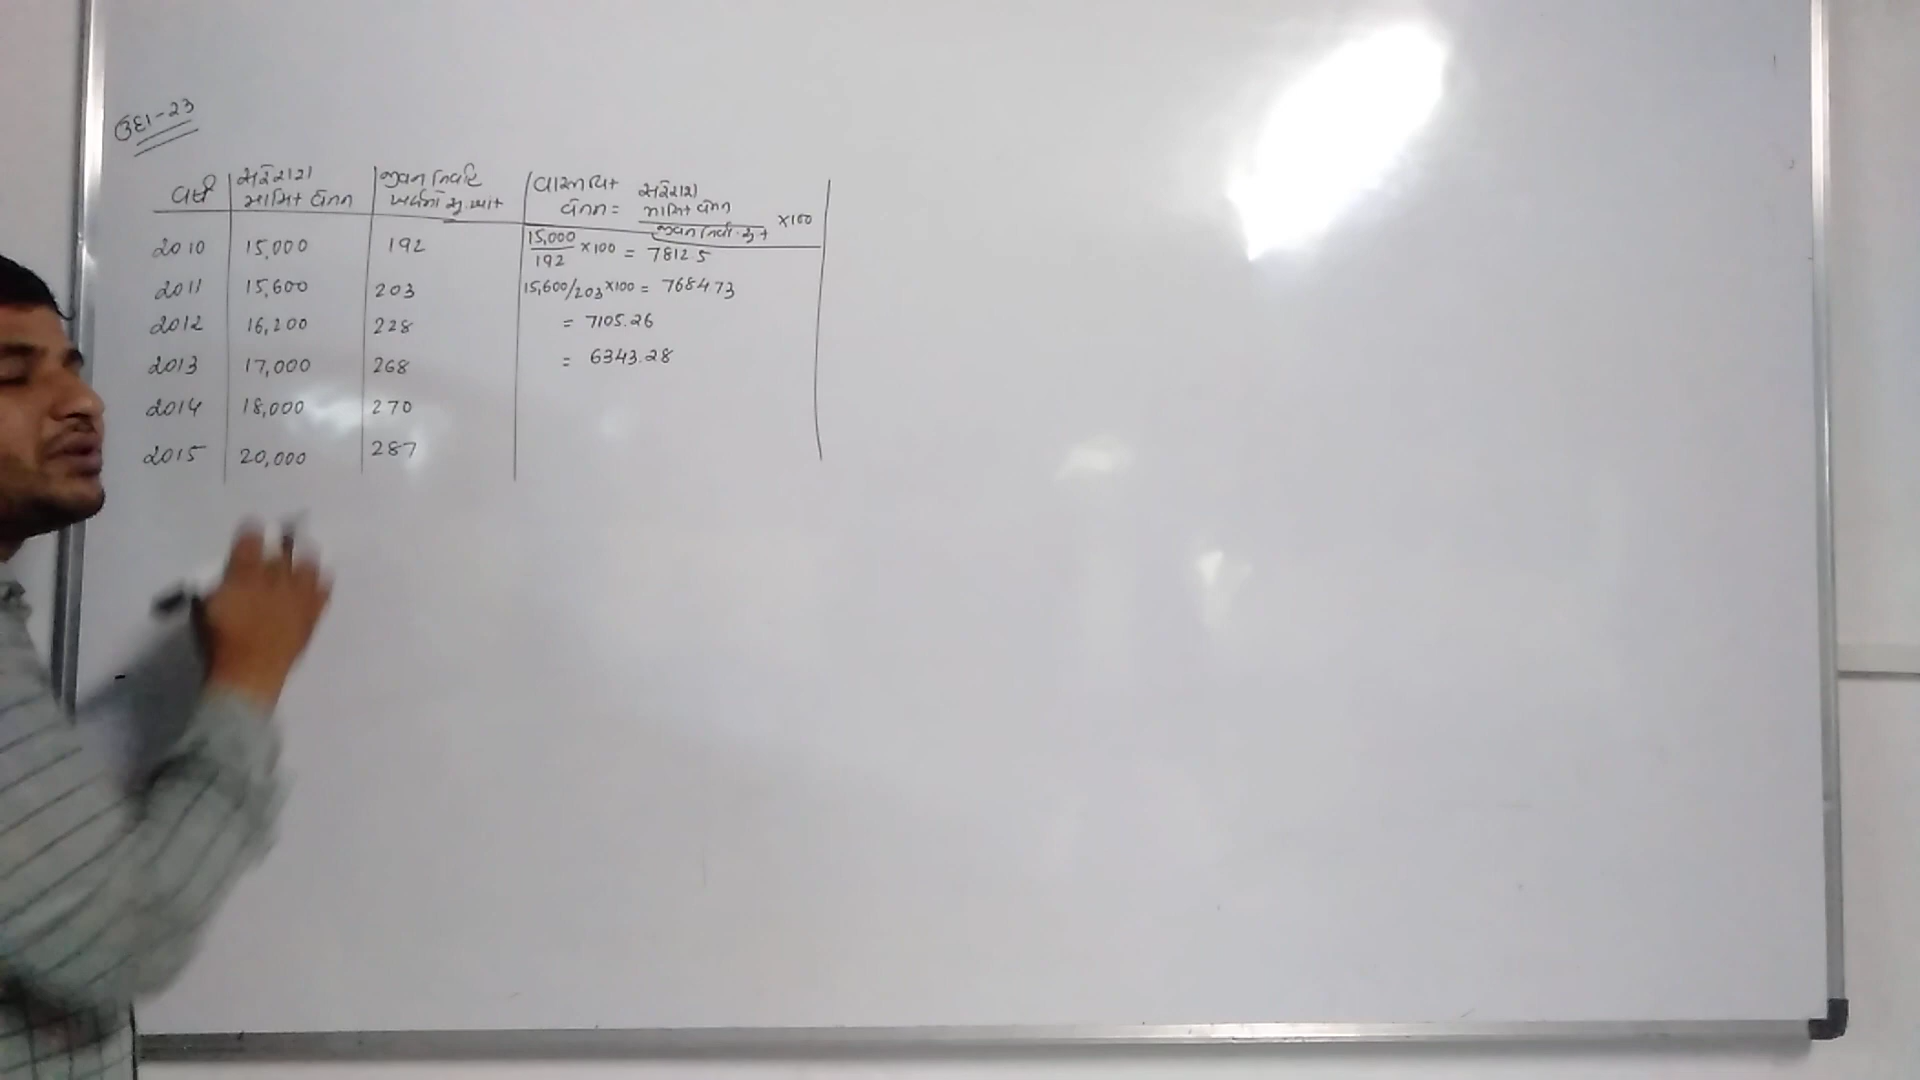 ઉદા-23
વર્ષ | સરેરાશ માસિક વેતન | જીવન નિર્વાહ ખર્ચનો સૂ.આંક | વાસ્તવિક વેતન = સરેરાશ માસિક વેતન / જીવન નિર્વા. સૂ. ×100
2010 | 15,000 | 192 | 15,000/192 ×100 = 7812 5
2011 | 15,600 | 203 | 15,600/203 ×100 = 7684 73
2012 | 16,200 | 228 | = 7105.26
2013 | 17,000 | 268 | = 6343.28
2014 | 18,000 | 270
2015 | 20,000 | 287